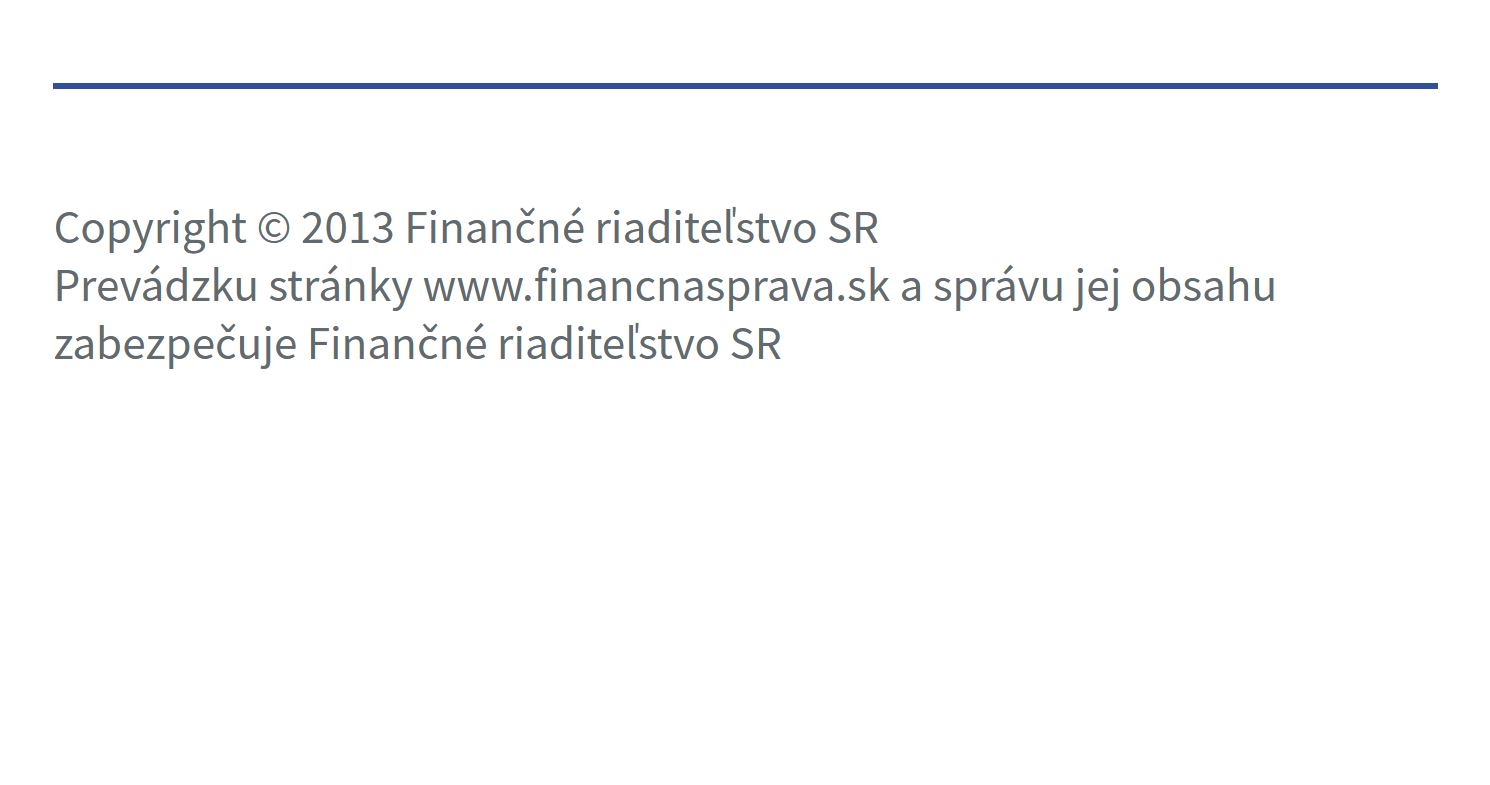 Copyright © 2013 Finančné riaditeľstvo SR
Prevádzku stránky www.financnasprava.sk a správu jej obsahu
zabezpečuje Finančné riaditeľstvo SR